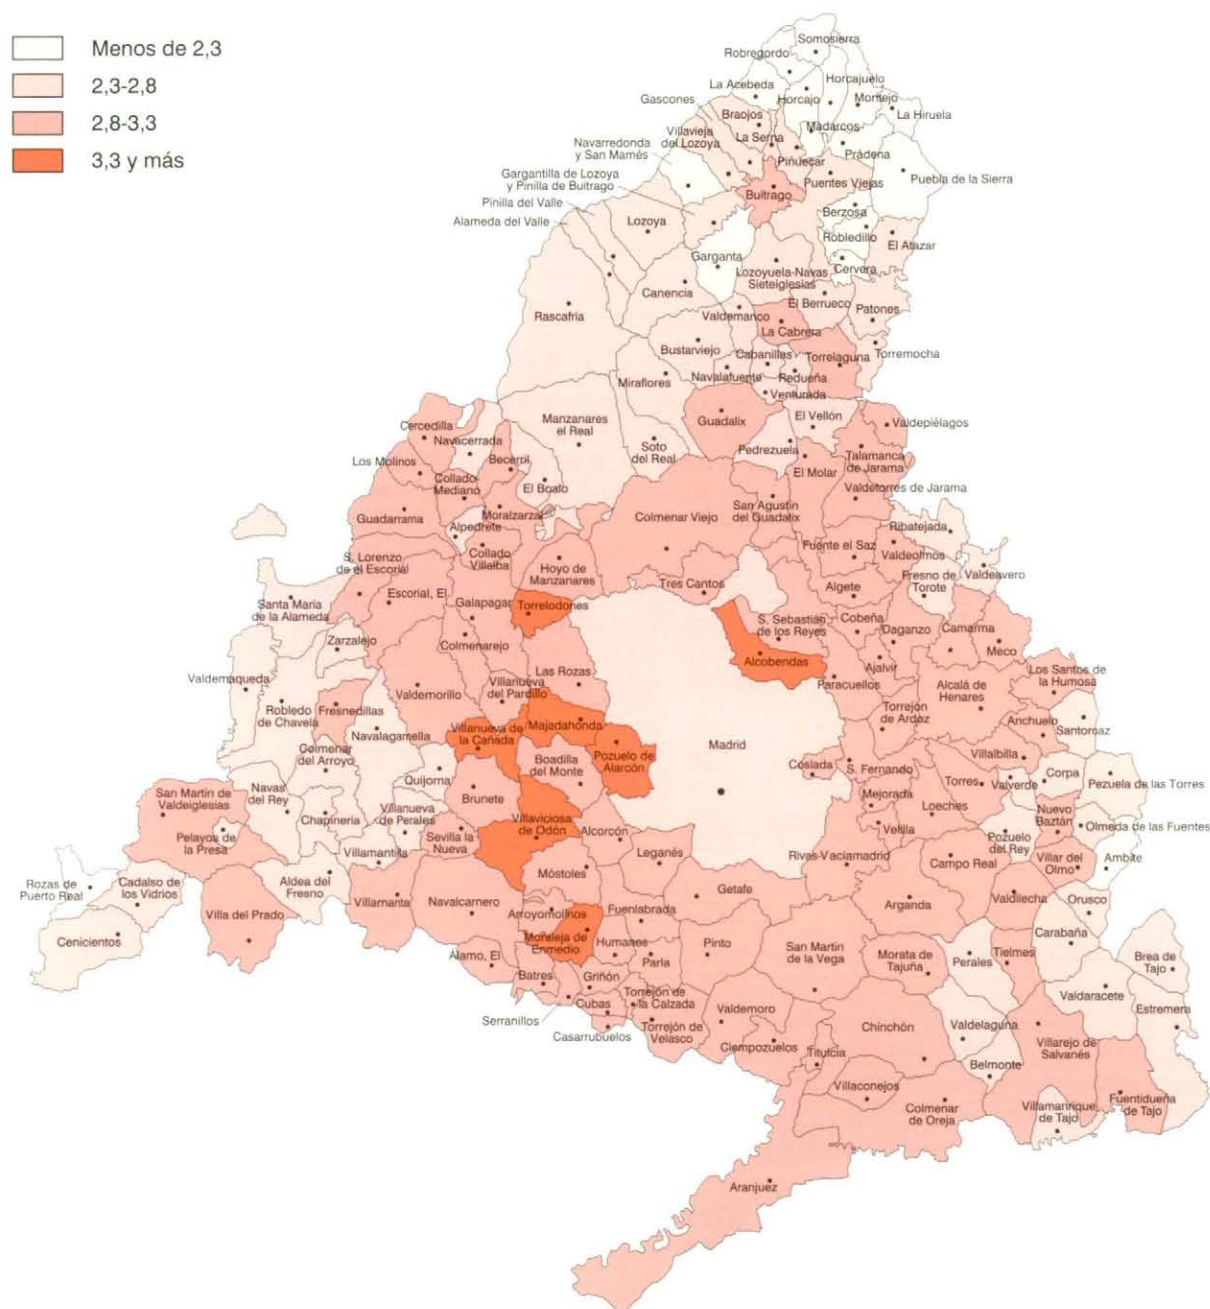 Menos de 2,3
2,3-2,8
2,8-3,3
3,3 y más
Somosierra
Robregordo
La Acebeda
Horcajuelo
Horcajo
Montejo
La Hiruela
Gascones
Braojos
Madarcos
Villavieja
del Lozoya
La Serna
Navarredonda
y San Mamés
Piñuecar
Prádena
Puebla de la Sierra
Gargantilla de Lozoya
y Pinilla de Buitrago
Buitrago
Puentes Viejas
Pinilla del Valle
Alameda del Valle
Lozoya
Berzosa
Robledillo
El Atazar
Garganta
Cervera
Lozoyuela-Navas
Sieteiglesias
Canencia
El Berrueco
Rascafría
Valdemanco
Patones
La Cabrera
Bustarviejo
Cabanillas
Torrelaguna
Torremocha
Miraflores
Navalafuente
Redueña
Venturada
Cercedilla
Navacerrada
Manzanares
el Real
Guadalix
El Vellón
Valdepiélagos
Los Molinos
Becerril
Soto
del Real
Pedrezuela
Talamanca
de Jarama
Collado-
Mediano
El Boalo
El Molar
Valdetorres de Jarama
Guadarrama
Moralzarzal
Colmenar Viejo
San Agustín
del Guadalix
Alpedrete
Ribatejada
Collado
Villalba
Fuente el Saz
Valdeolmos
S. Lorenzo
de el Escorial
Hoyo de
Manzanares
Tres Cantos
Algete
Fresno de
Torote
Valdeavero
Santa María
de la Alameda
Escorial, El
Galapagar
Torrelodones
S. Sebastián
de los Reyes
Cobeña
Daganzo
Camarma
Meco
Zarzalejo
Colmenarejo
Alcobendas
Ajalvir
Valdemaqueda
Valdemorillo
Villanueva
del Pardillo
Las Rozas
Paracuellos
Alcalá de
Henares
Los Santos de
la Humosa
Robledo
de Chavela
Fresnedillas
Majadahonda
Torrejón
de Ardoz
Anchuelo
Santorcaz
Navalagamella
Villanueva de
la Cañada
Pozuelo de
Alarcón
Madrid
Villalbilla
Colmenar
del Arroyo
Quijorna
Boadilla
del Monte
Coslada
S. Fernando
Torres
Valverde
Corpa
Pezuela de las Torres
San Martín de
Valdeiglesias
Navas
del Rey
Brunete
Mejorada
Loeches
Nuevo
Baztán
Chapinería
Villanueva
de Perales
Villaviciosa
de Odón
Velilla
Pozuelo
del Rey
Olmeda de las Fuentes
Pelayos de
la Presa
Sevilla la
Nueva
Alcorcón
Villamantilla
Leganés
Rivas-Vaciamadrid
Campo Real
Villar del
Olmo
Ambite
Rozas de
Puerto Real
Cadalso de
los Vidrios
Aldea del
Fresno
Móstoles
Getafe
Villa del Prado
Villamanta
Navalcarnero
Arroyomolinos
Fuenlabrada
Arganda
Valdilecha
Orusco
Cenicientos
Moraleja de
Enmedio
Humanes
Pinto
San Martín
de la Vega
Morata de
Tajuña
Perales
Tielmes
Carabaña
Brea de
Tajo
Álamo, El
Batres
Griñón
Parla
Valdaracete
Estremera
Serranillos
Cubas
Torrejón de
la Calzada
Valdemoro
Chinchón
Valdelaguna
Casarrubuelos
Torrejón de
Velasco
Ciempozuelos
Titulcia
Villarejo de
Salvanés
Belmonte
Villaconejos
Colmenar
de Oreja
Villamanrique
de Tajo
Fuentidueña
de Tajo
Aranjuez